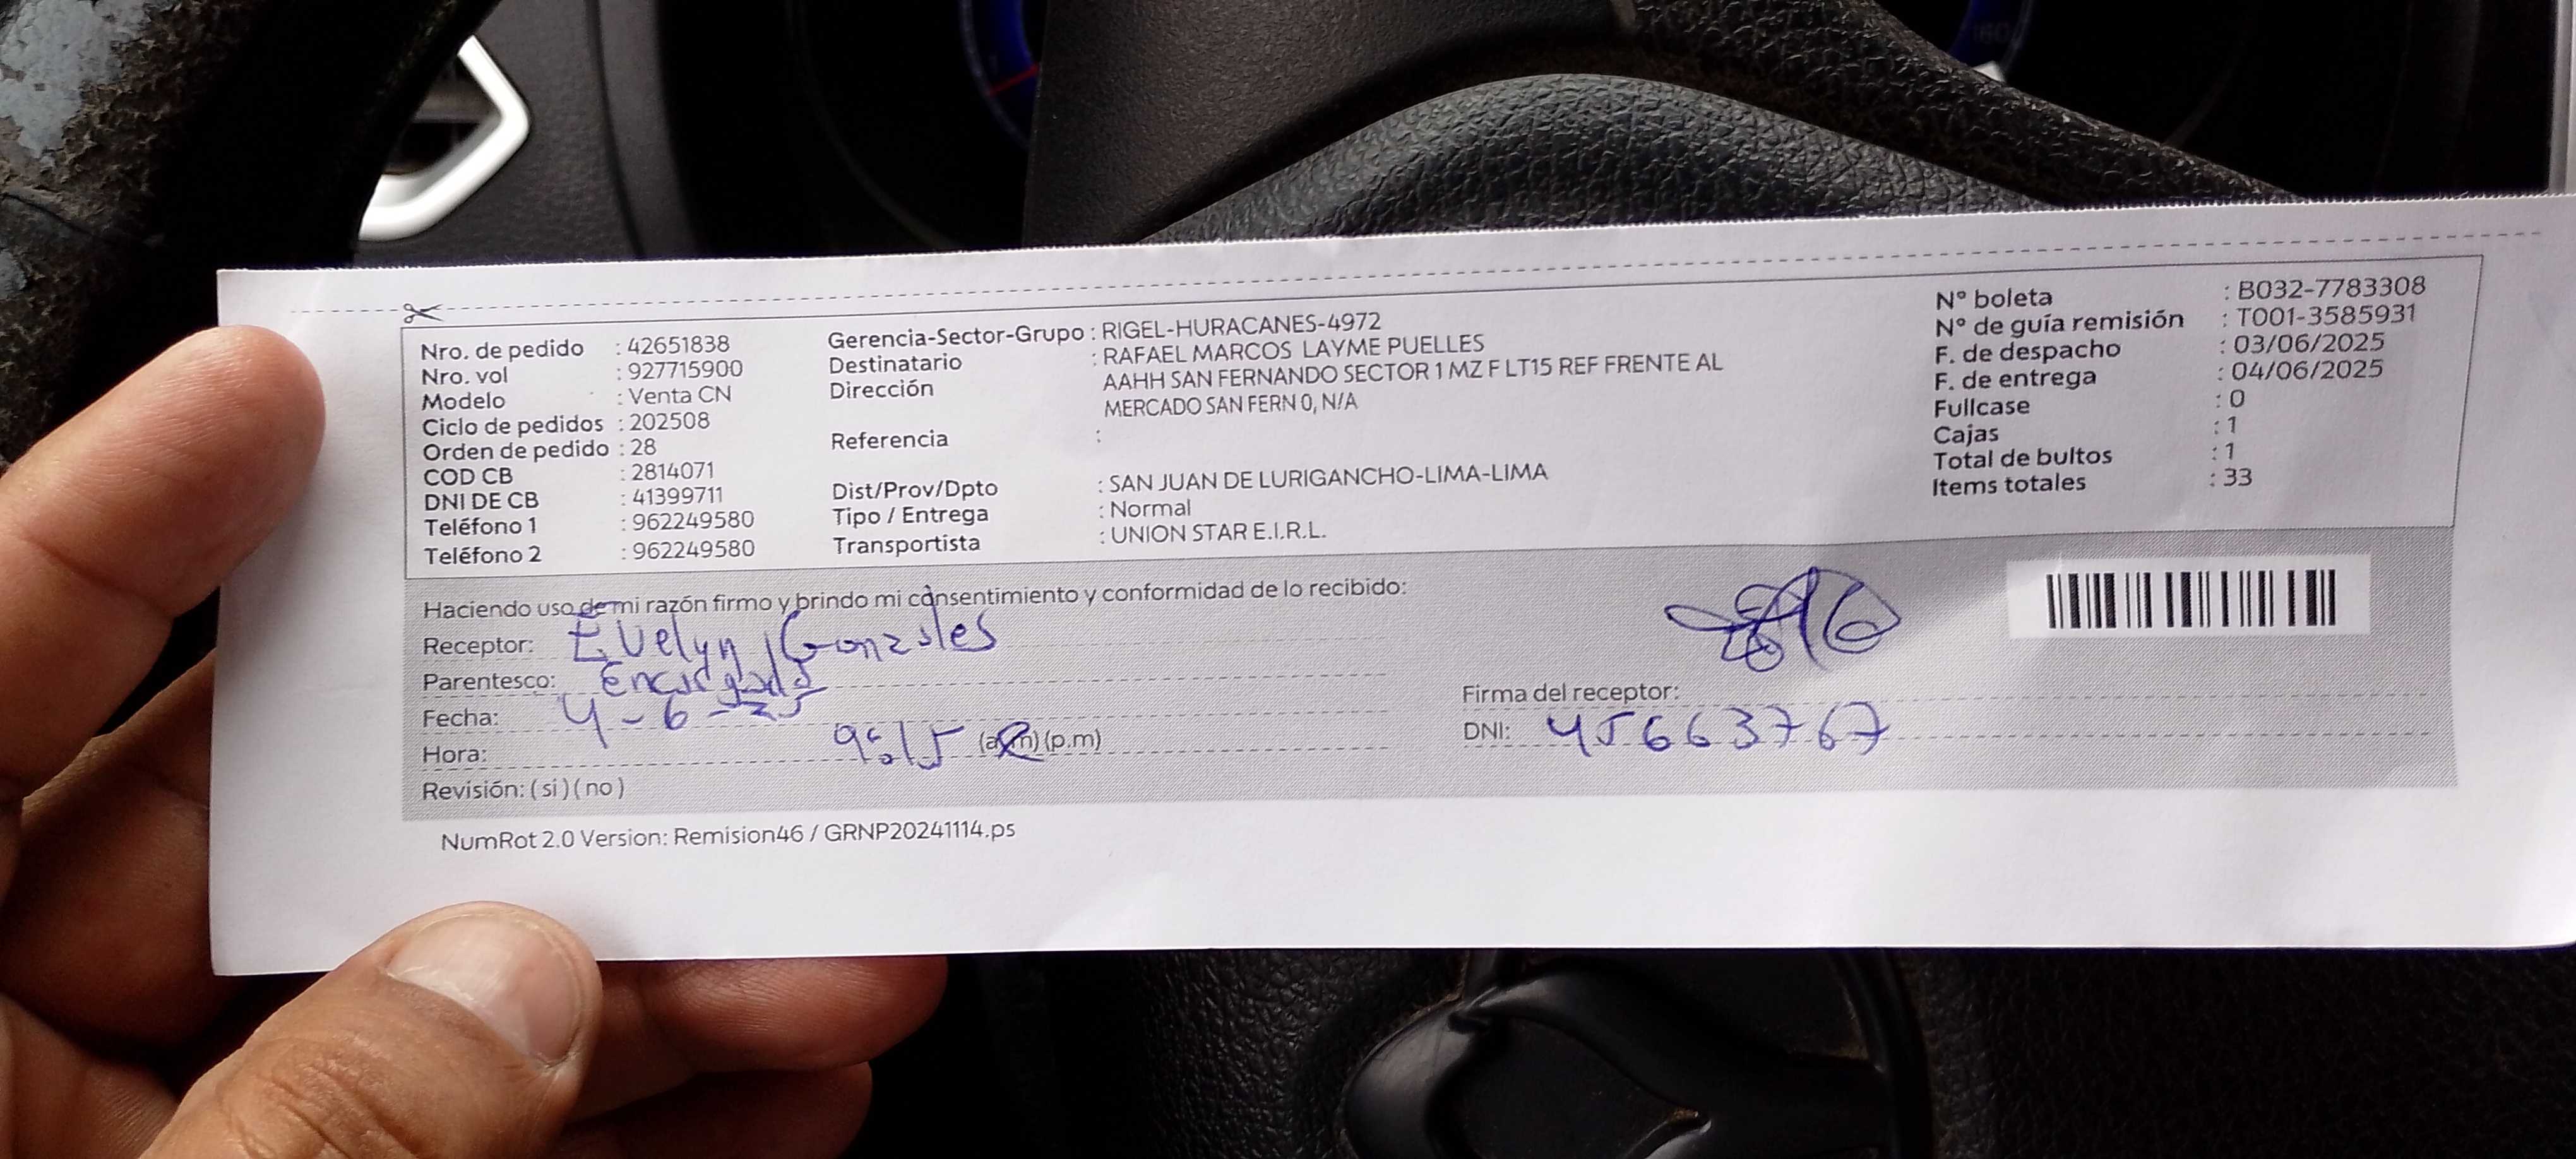 Nro. de pedido : 42651838
Nro. vol : 927715900
Modelo : Venta CN
Ciclo de pedidos : 202508
Orden de pedido : 28
COD CB : 2814071
DNI DE CB : 41399711
Teléfono 1 : 962249580
Teléfono 2 : 962249580
Gerencia-Sector-Grupo : RIGEL-HURACANES-4972
Destinatario : RAFAEL MARCOS LAYME PUELLES
Dirección AAHH SAN FERNANDO SECTOR 1 MZ F LT15 REF FRENTE AL
MERCADO SAN FERN 0, N/A
Referencia :
Dist/Prov/Dpto : SAN JUAN DE LURIGANCHO-LIMA-LIMA
Tipo / Entrega : Normal
Transportista : UNION STAR E.I.R.L.
N° boleta : B032-7783308
N° de guía remisión : T001-3585931
F. de despacho : 03/06/2025
F. de entrega : 04/06/2025
Fullcase : 0
Cajas : 1
Total de bultos : 1
Items totales : 33
Haciendo uso de mi razón firmo y brindo mi consentimiento y conformidad de lo recibido:
Receptor: Evelyn Gonzales
Parentesco: Encargada
Fecha: 4-6-25
Hora: 9:15 (a.m) (p.m)
Revisión: ( si ) ( no )
Firma del receptor:
DNI: 45663767
NumRot 2.0 Version: Remision46 / GRNP20241114.ps